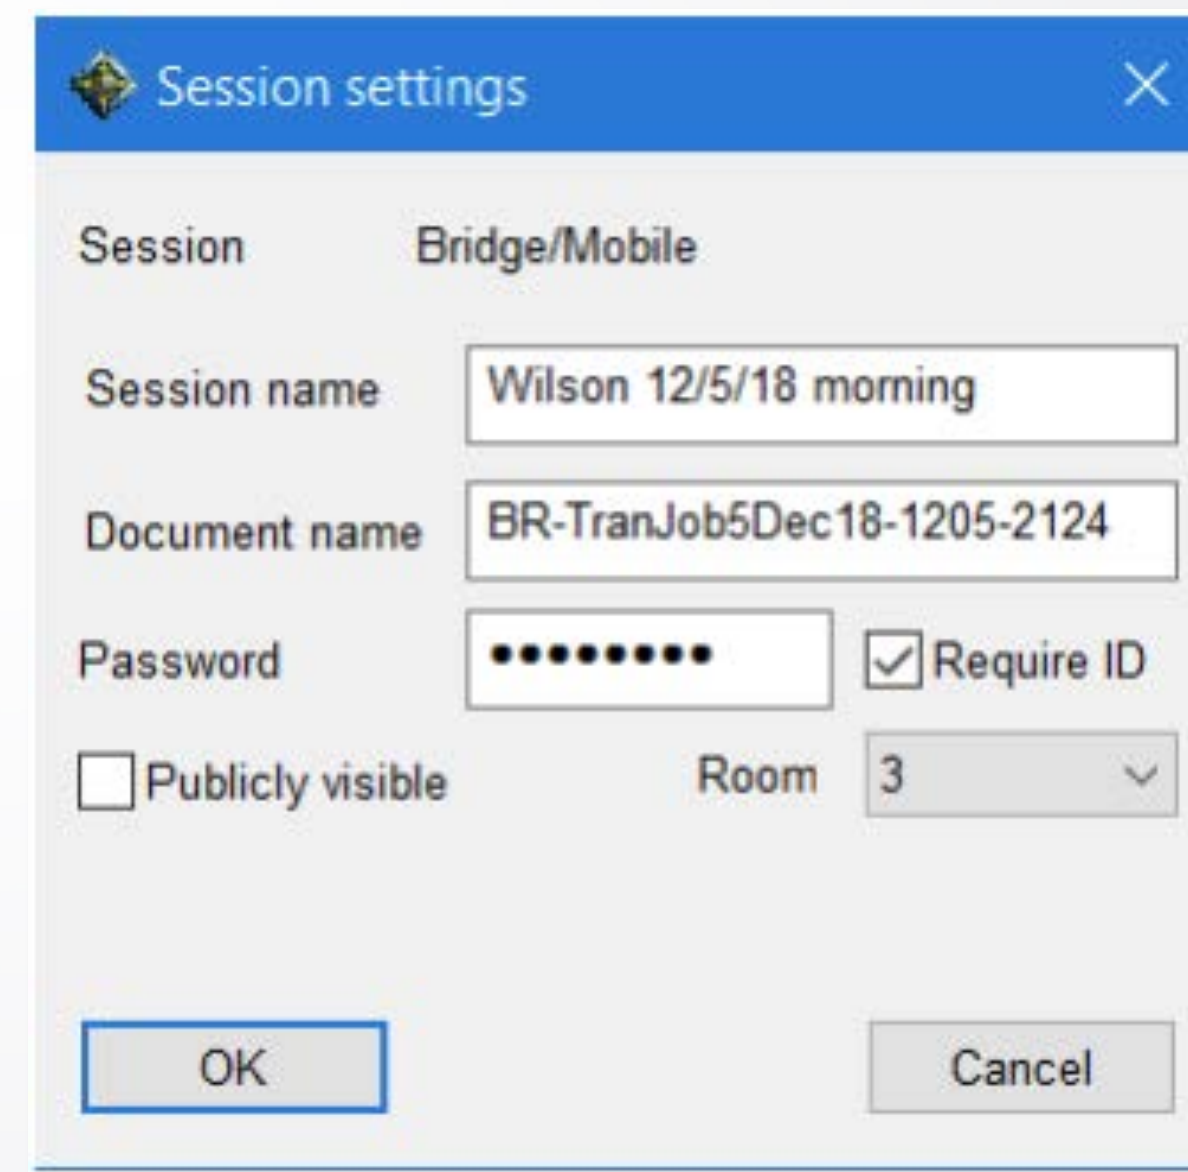 Session settings
Session Bridge/Mobile
Session name Wilson 12/5/18 morning
Document name BR-TranJob5Dec18-1205-2124
Password •••••••• Require ID
Publicly visible Room 3
OK Cancel